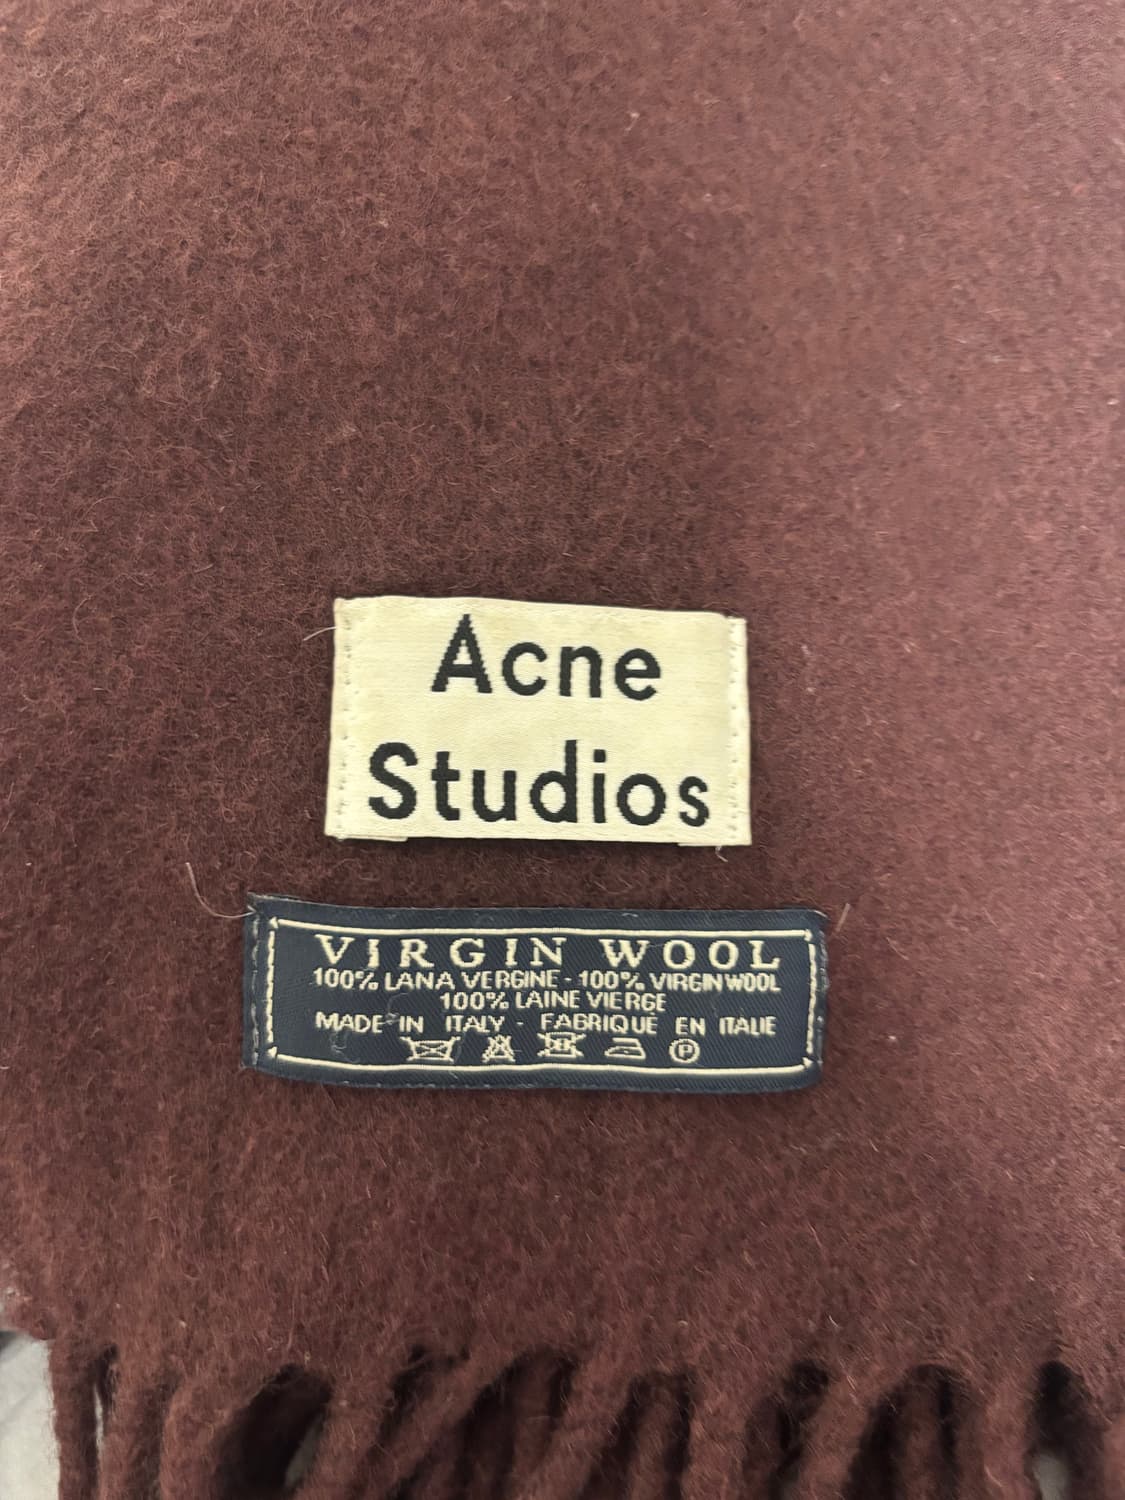 Acne
Studios
VIRGIN WOOL
100% LANA VERGINE - 100% VIRGIN WOOL
100% LAINE VIERGE
MADE IN ITALY - FABRIQUÉ EN ITALIE
P